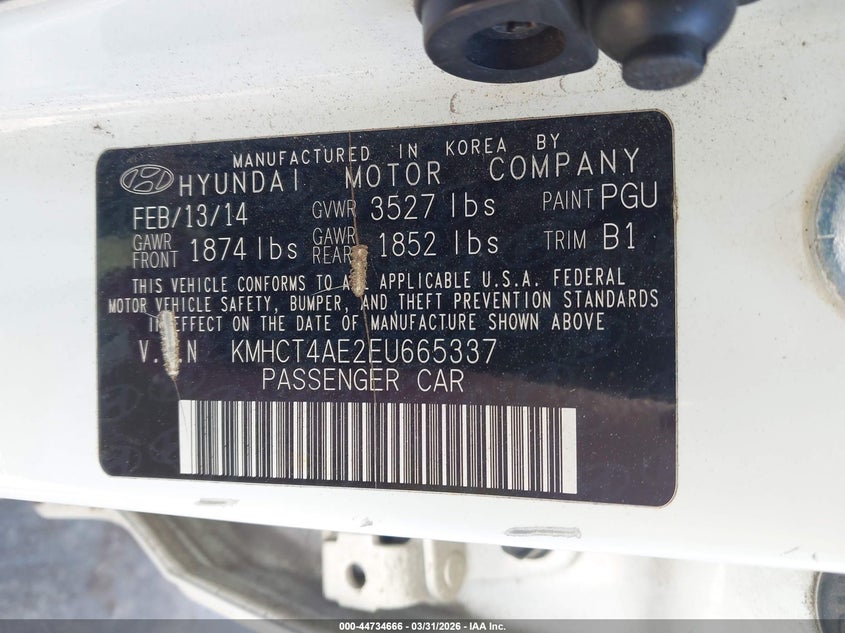 MANUFACTURED IN KOREA BY
HYUNDAI MOTOR COMPANY
FEB/13/14 GVWR 3527 lbs PAINT PGU
GAWR FRONT 1874 lbs GAWR REAR 1852 lbs TRIM B1
THIS VEHICLE CONFORMS TO APPLICABLE U.S.A. FEDERAL
MOTOR VEHICLE SAFETY, BUMPER, AND THEFT PREVENTION STANDARDS
IN EFFECT ON THE DATE OF MANUFACTURE SHOWN ABOVE
V. N KMHCT4AE2EU665337
PASSENGER CAR
000-44734666 - 03/31/2026 - IAA Inc.